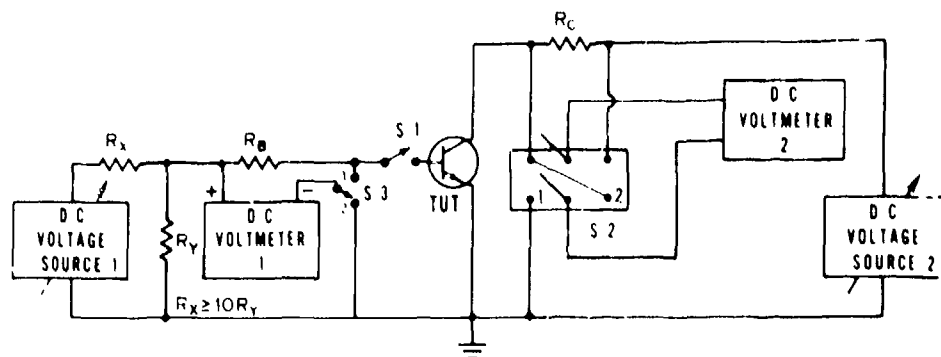 R_C
D C
VOLTMETER
2
S 1
R_X
R_B
TUT
1
2
S 2
1
2
S 3
+
−
D C
VOLTAGE
SOURCE 1
R_Y
D C
VOLTMETER
1
D C
VOLTAGE
SOURCE 2
R_X ≥ 10R_Y